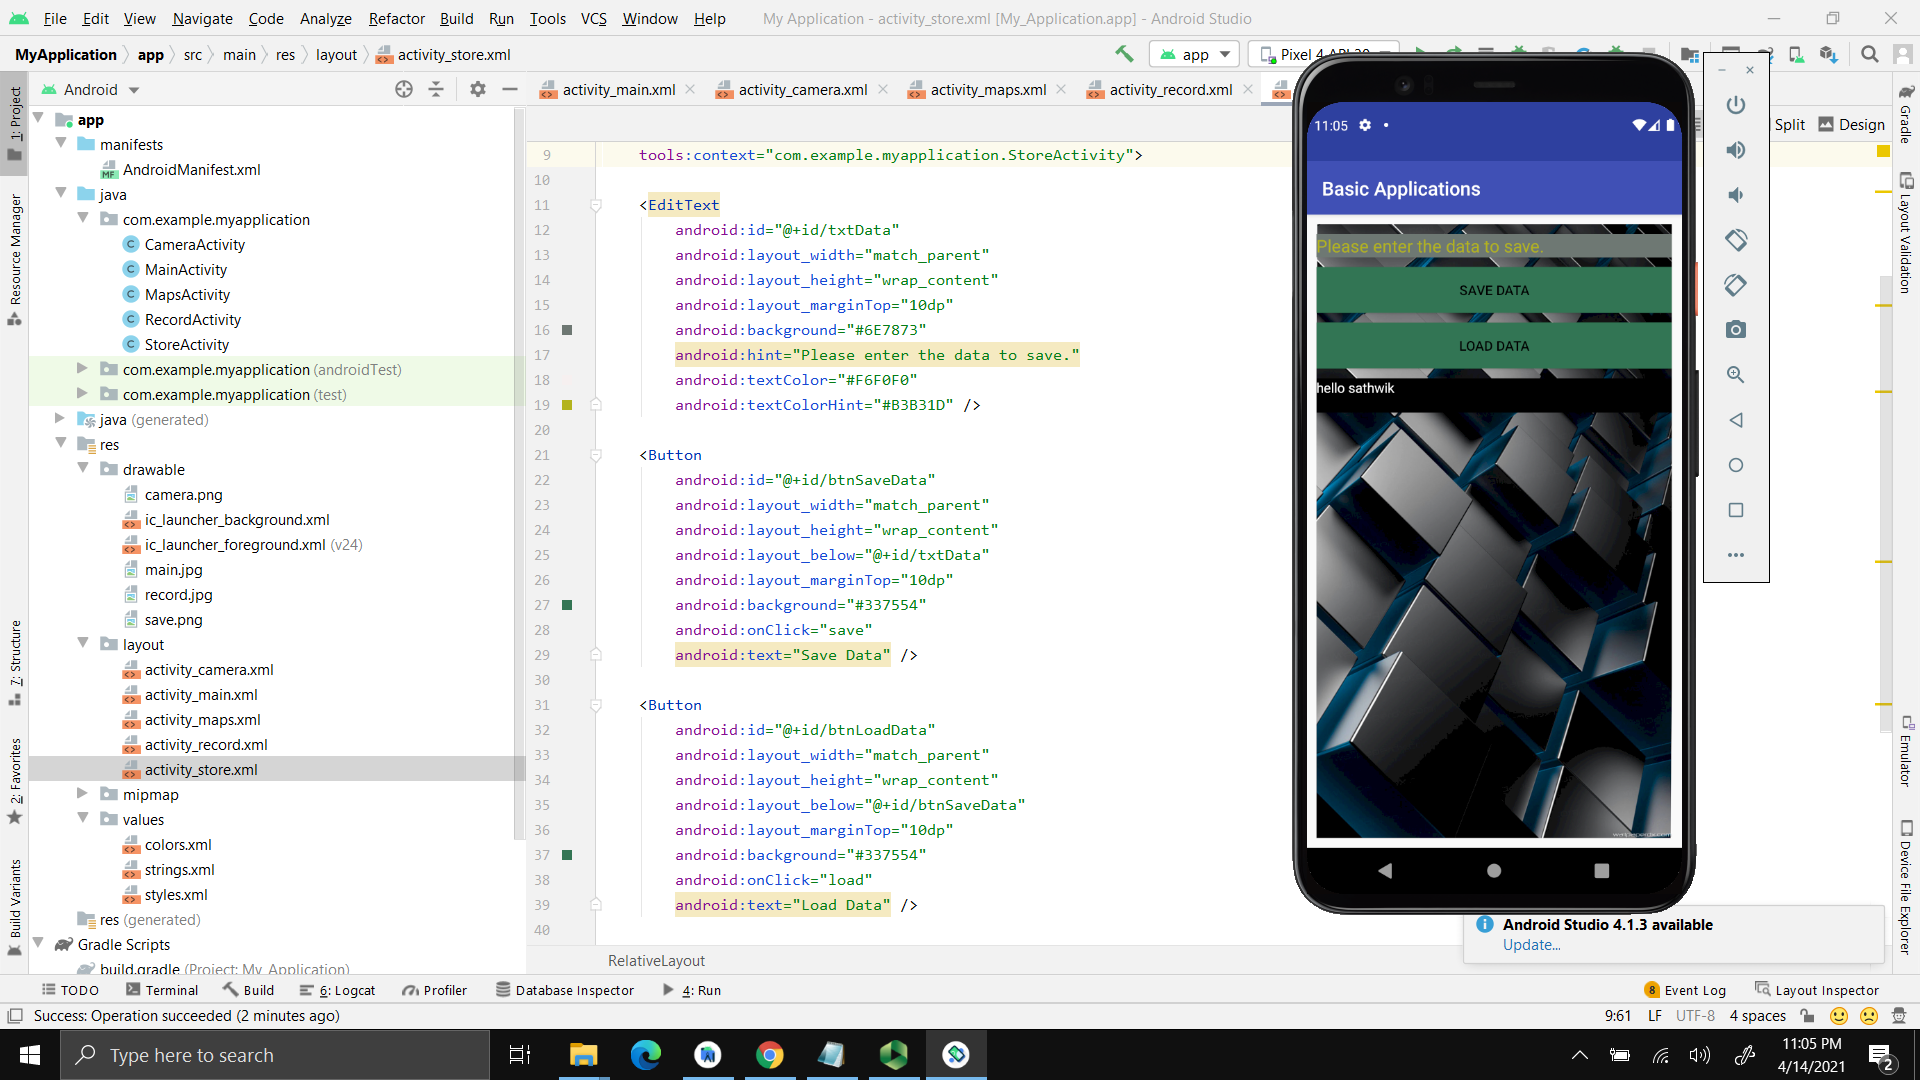 File Edit View Navigate Code Analyze Refactor Build Run Tools VCS Window Help My Application - activity_store.xml [My_Application.app] - Android Studio
MyApplication app src main res layout activity_store.xml app Pixel 4 API 30
Android activity_main.xml activity_camera.xml activity_maps.xml activity_record.xml
Split Design
1: Project
Resource Manager
7: Structure
2: Favorites
Build Variants
app
manifests
AndroidManifest.xml
java
com.example.myapplication
CameraActivity
MainActivity
MapsActivity
RecordActivity
StoreActivity
com.example.myapplication (androidTest)
com.example.myapplication (test)
java (generated)
res
drawable
camera.png
ic_launcher_background.xml
ic_launcher_foreground.xml (v24)
main.jpg
record.jpg
save.png
layout
activity_camera.xml
activity_main.xml
activity_maps.xml
activity_record.xml
activity_store.xml
mipmap
values
colors.xml
strings.xml
styles.xml
res (generated)
Gradle Scripts
build.gradle (Project: My_Application)
9 tools:context="com.example.myapplication.StoreActivity">
10
11 <EditText
12 android:id="@+id/txtData"
13 android:layout_width="match_parent"
14 android:layout_height="wrap_content"
15 android:layout_marginTop="10dp"
16 android:background="#6E7873"
17 android:hint="Please enter the data to save."
18 android:textColor="#F6F0F0"
19 android:textColorHint="#B3B31D" />
20
21 <Button
22 android:id="@+id/btnSaveData"
23 android:layout_width="match_parent"
24 android:layout_height="wrap_content"
25 android:layout_below="@+id/txtData"
26 android:layout_marginTop="10dp"
27 android:background="#337554"
28 android:onClick="save"
29 android:text="Save Data" />
30
31 <Button
32 android:id="@+id/btnLoadData"
33 android:layout_width="match_parent"
34 android:layout_height="wrap_content"
35 android:layout_below="@+id/btnSaveData"
36 android:layout_marginTop="10dp"
37 android:background="#337554"
38 android:onClick="load"
39 android:text="Load Data" />
40
RelativeLayout
11:05
Basic Applications
Please enter the data to save.
SAVE DATA
LOAD DATA
hello sathwik
Gradle
Layout Validation
Emulator
Device File Explorer
Android Studio 4.1.3 available
Update...
TODO Terminal Build 6: Logcat Profiler Database Inspector 4: Run 8 Event Log Layout Inspector
Success: Operation succeeded (2 minutes ago) 9:61 LF UTF-8 4 spaces
Type here to search
11:05 PM
4/14/2021
2